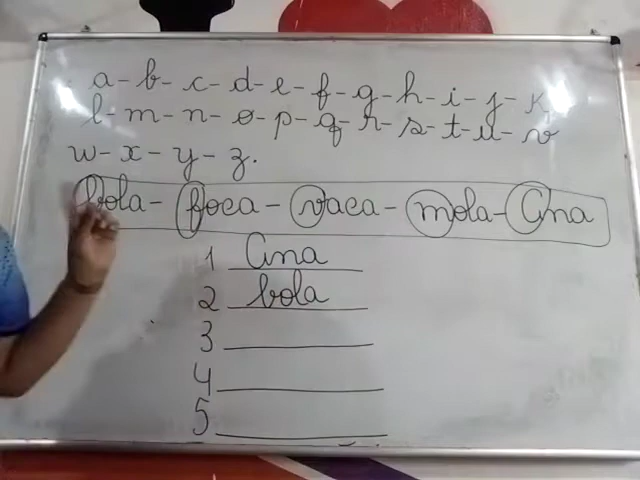 a - b - c - d - e - f - g - h - i - j - k
l - m - n - o - p - q - r - s - t - u - v
w - x - y - z.
bola - foca - vaca - mola - Ana
1 Ana
2 bola
3
4
5